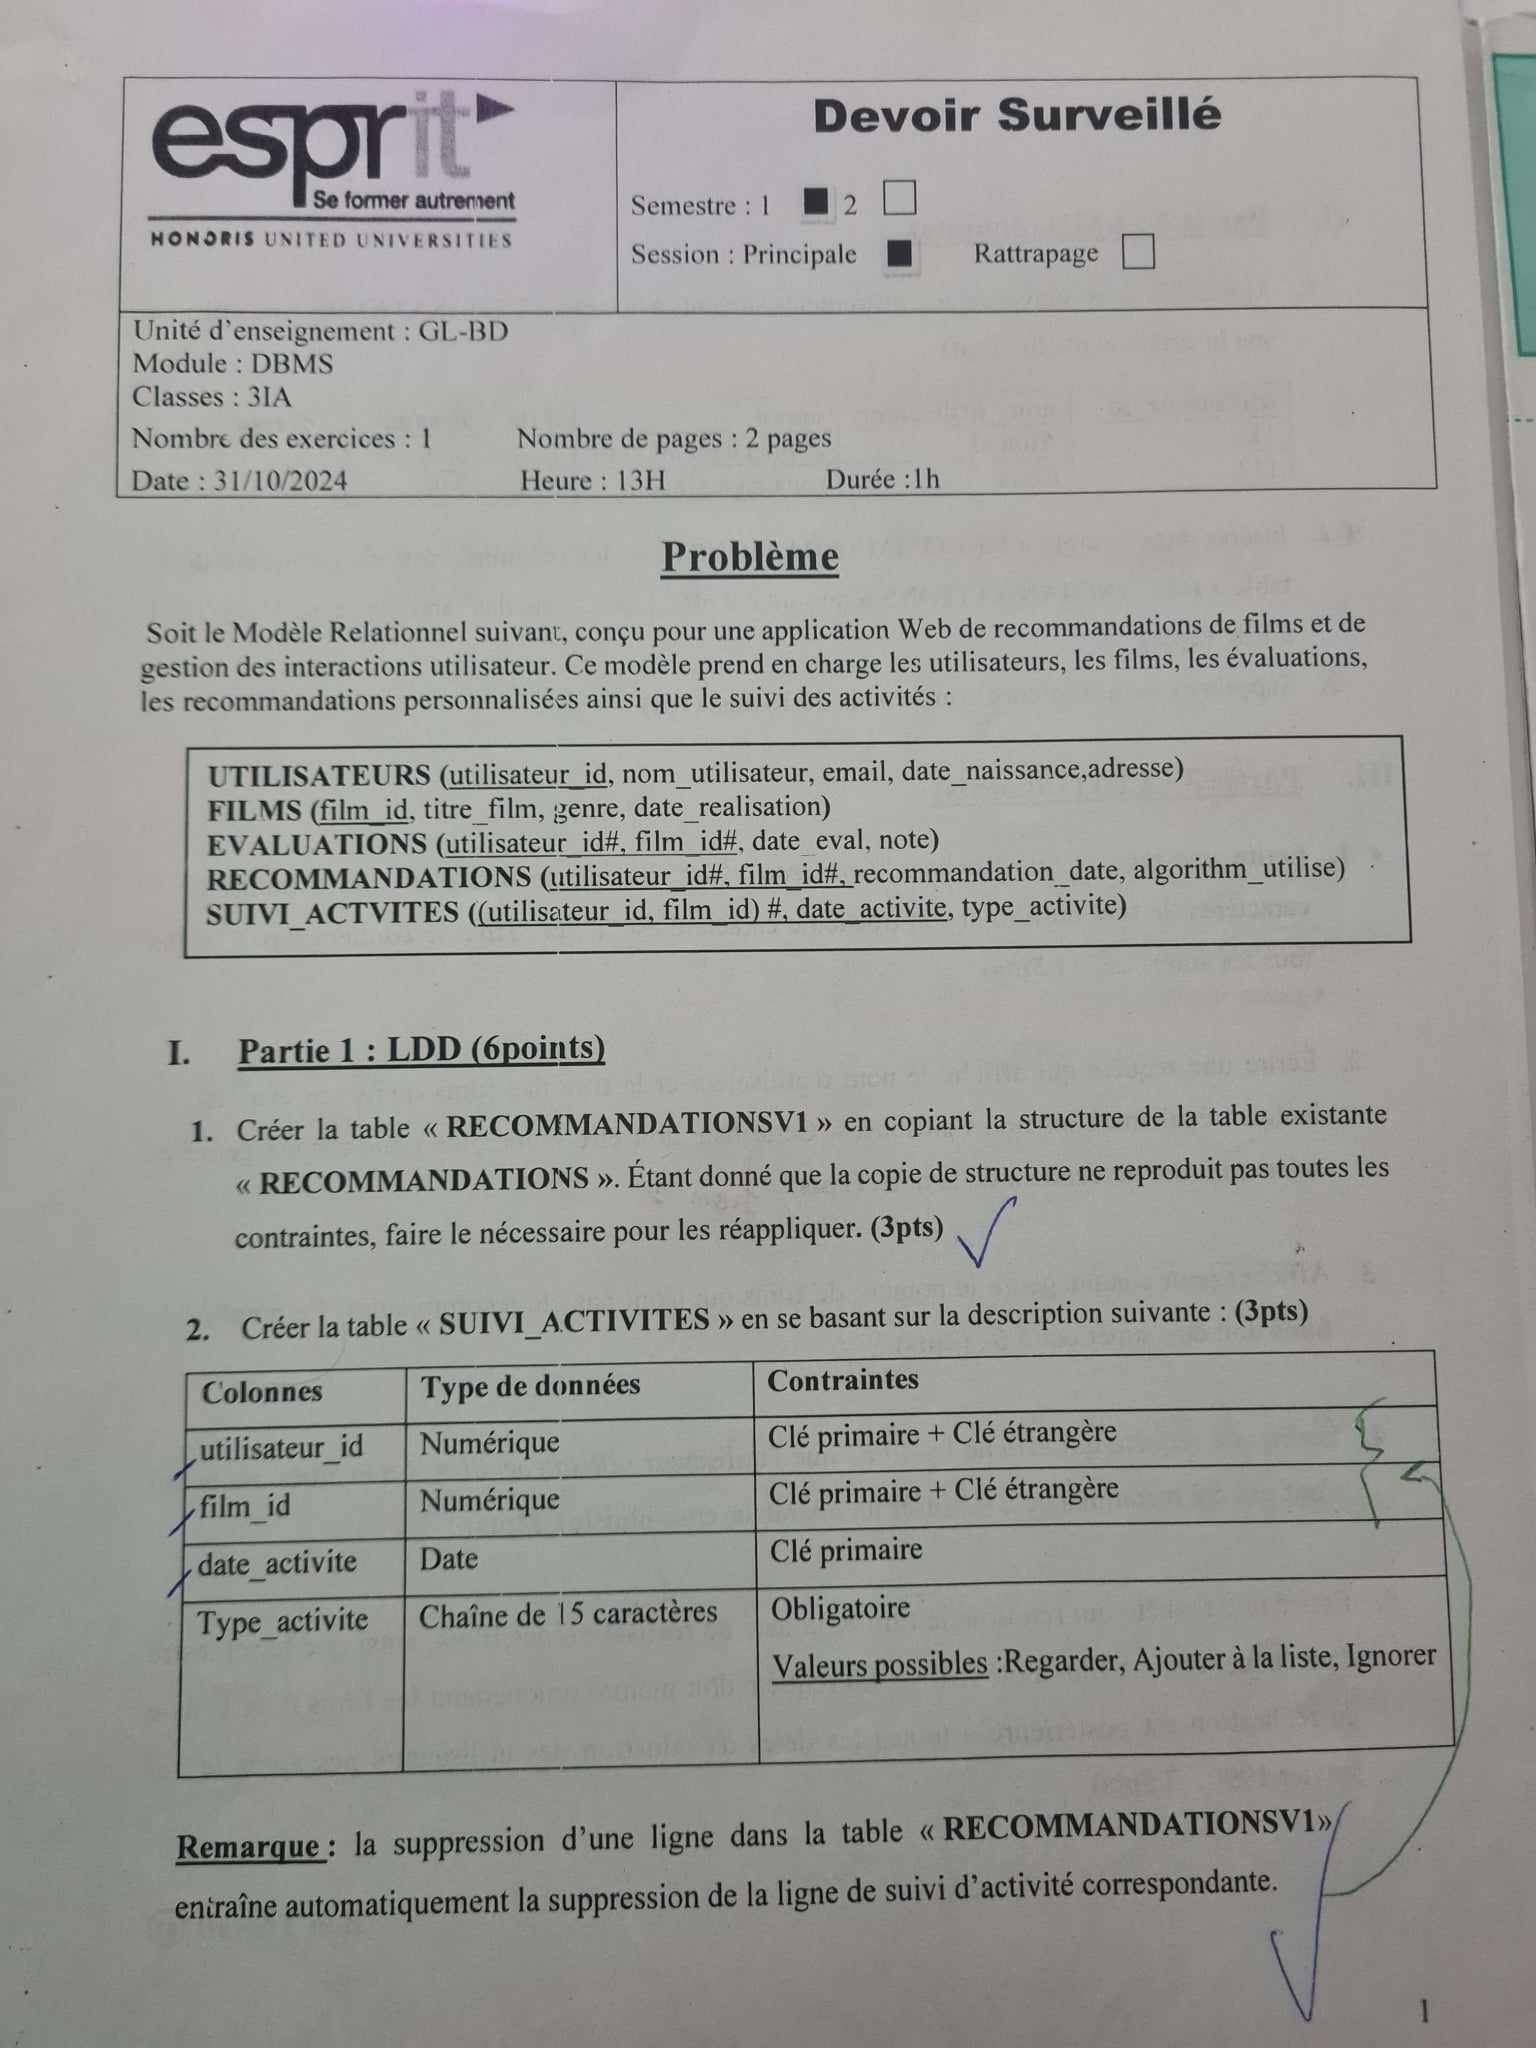 esprit
Se former autrement
HONORIS UNITED UNIVERSITIES
Devoir Surveillé
Semestre : 1 2
Session : Principale Rattrapage
Unité d'enseignement : GL-BD
Module : DBMS
Classes : 3IA
Nombre des exercices : 1 Nombre de pages : 2 pages
Date : 31/10/2024 Heure : 13H Durée :1h
Problème
Soit le Modèle Relationnel suivant, conçu pour une application Web de recommandations de films et de
gestion des interactions utilisateur. Ce modèle prend en charge les utilisateurs, les films, les évaluations,
les recommandations personnalisées ainsi que le suivi des activités :
UTILISATEURS (utilisateur_id, nom_utilisateur, email, date_naissance,adresse)
FILMS (film_id, titre_film, genre, date_realisation)
EVALUATIONS (utilisateur_id#, film_id#, date_eval, note)
RECOMMANDATIONS (utilisateur_id#, film_id#, recommandation_date, algorithm_utilise)
SUIVI_ACTVITES ((utilisateur_id, film_id) #, date_activite, type_activite)
I. Partie 1 : LDD (6points)
1. Créer la table « RECOMMANDATIONSV1 » en copiant la structure de la table existante
« RECOMMANDATIONS ». Étant donné que la copie de structure ne reproduit pas toutes les
contraintes, faire le nécessaire pour les réappliquer. (3pts)
2. Créer la table « SUIVI_ACTIVITES » en se basant sur la description suivante : (3pts)
Colonnes Type de données Contraintes
utilisateur_id Numérique Clé primaire + Clé étrangère
film_id Numérique Clé primaire + Clé étrangère
date_activite Date Clé primaire
Type_activite Chaîne de 15 caractères Obligatoire
Valeurs possibles :Regarder, Ajouter à la liste, Ignorer
Remarque : la suppression d'une ligne dans la table « RECOMMANDATIONSV1»
entraîne automatiquement la suppression de la ligne de suivi d'activité correspondante.
1